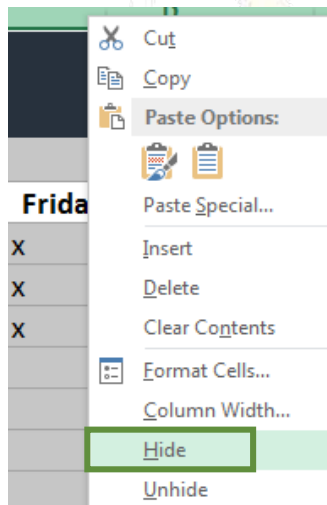 Cut
Copy
Paste Options:
Frida
Paste Special...
x
Insert
x
Delete
x
Clear Contents
Format Cells...
Column Width...
Hide
Unhide